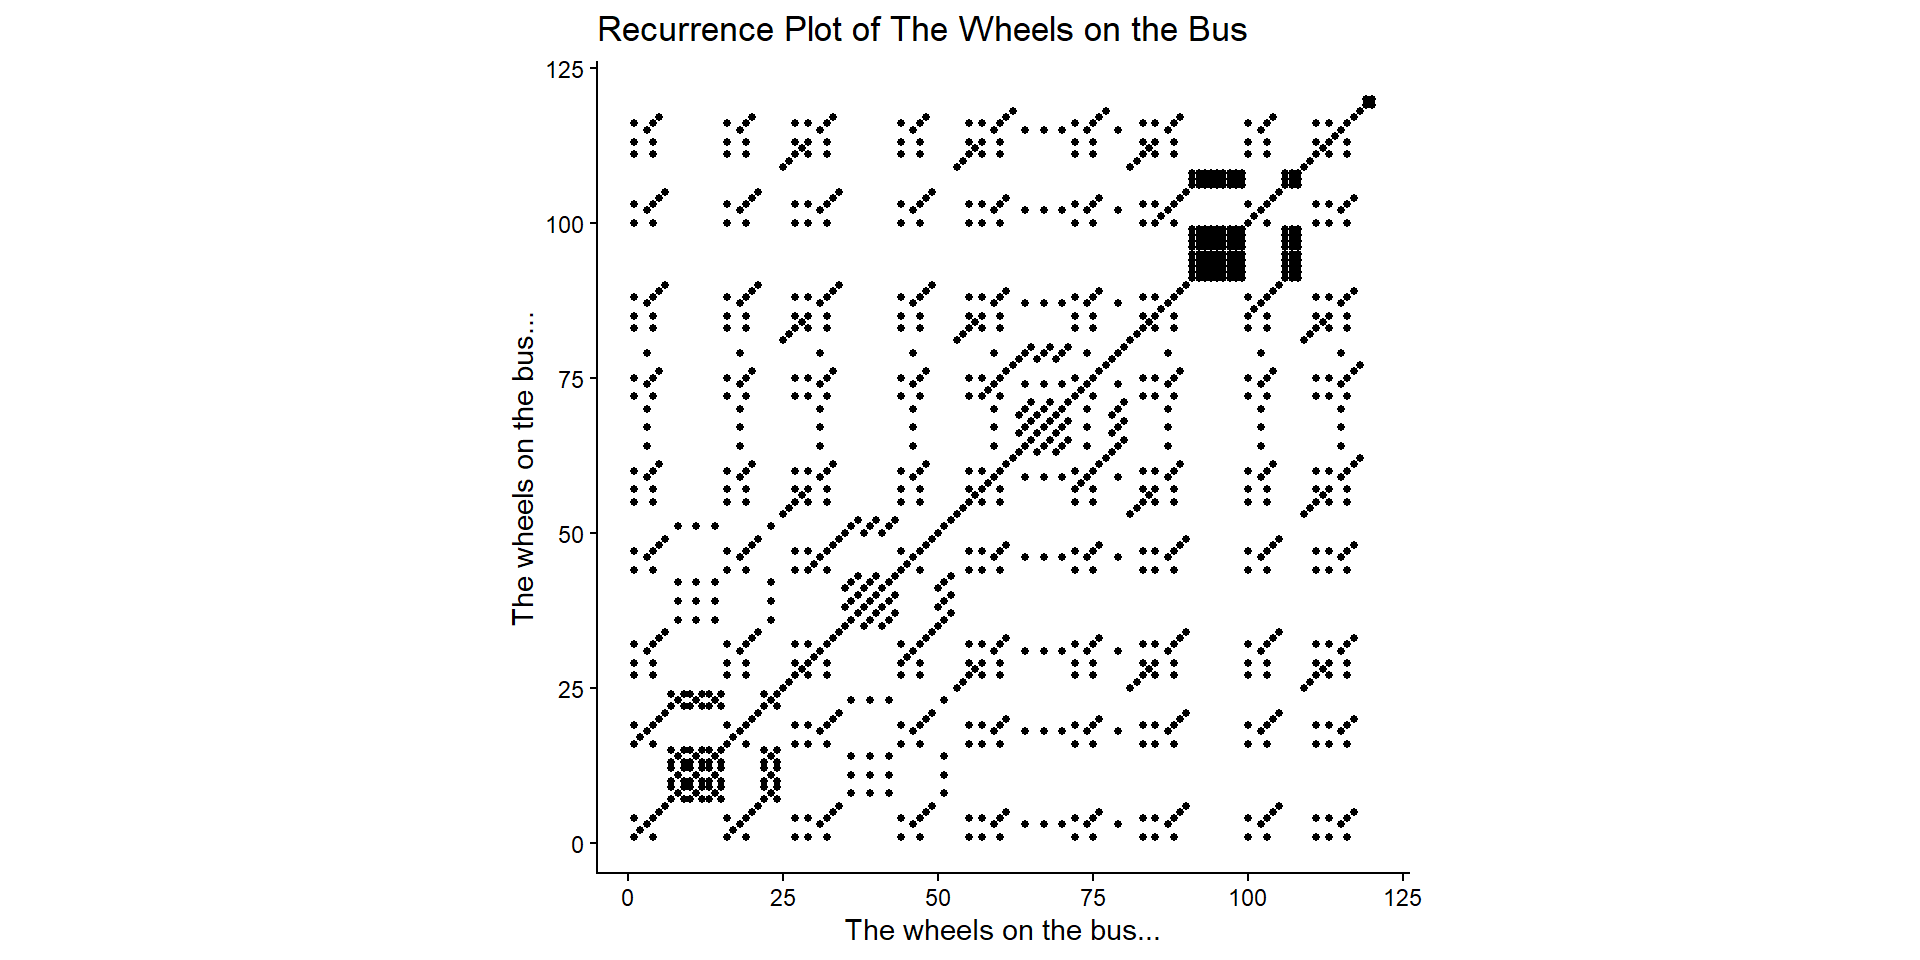 Recurrence Plot of The Wheels on the Bus
125
100
75
50
25
0
The wheels on the bus...
0 25 50 75 100 125
The wheels on the bus...